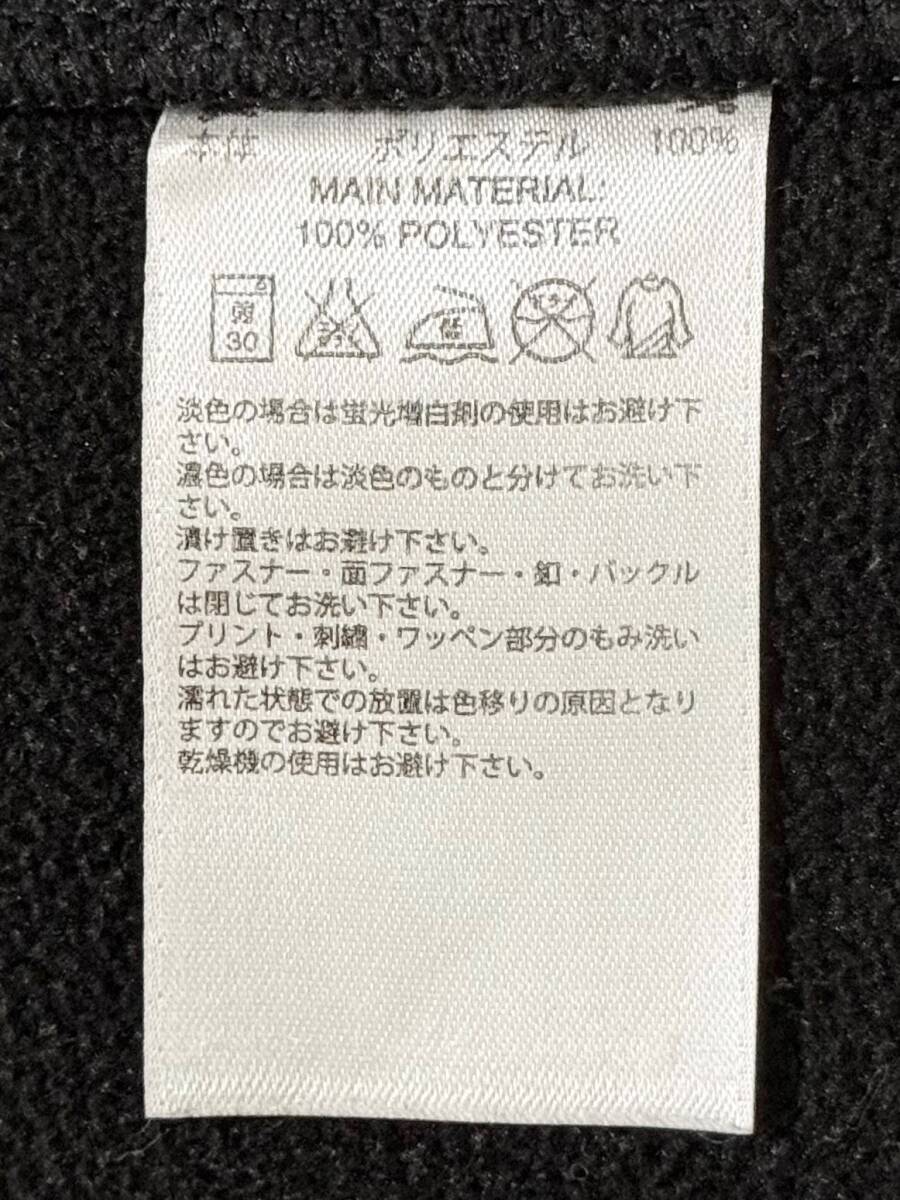 本体 ポリエステル 100%
MAIN MATERIAL:
100% POLYESTER
弱 30
淡色の場合は蛍光増白剤の使用はお避け下
さい。
濃色の場合は淡色のものと分けてお洗い下
さい。
漬け置きはお避け下さい。
ファスナー・面ファスナー・釦・バックル
は閉じてお洗い下さい。
プリント・刺繍・ワッペン部分のもみ洗い
はお避け下さい。
濡れた状態での放置は色移りの原因となり
ますのでお避け下さい。
乾燥機の使用はお避け下さい。